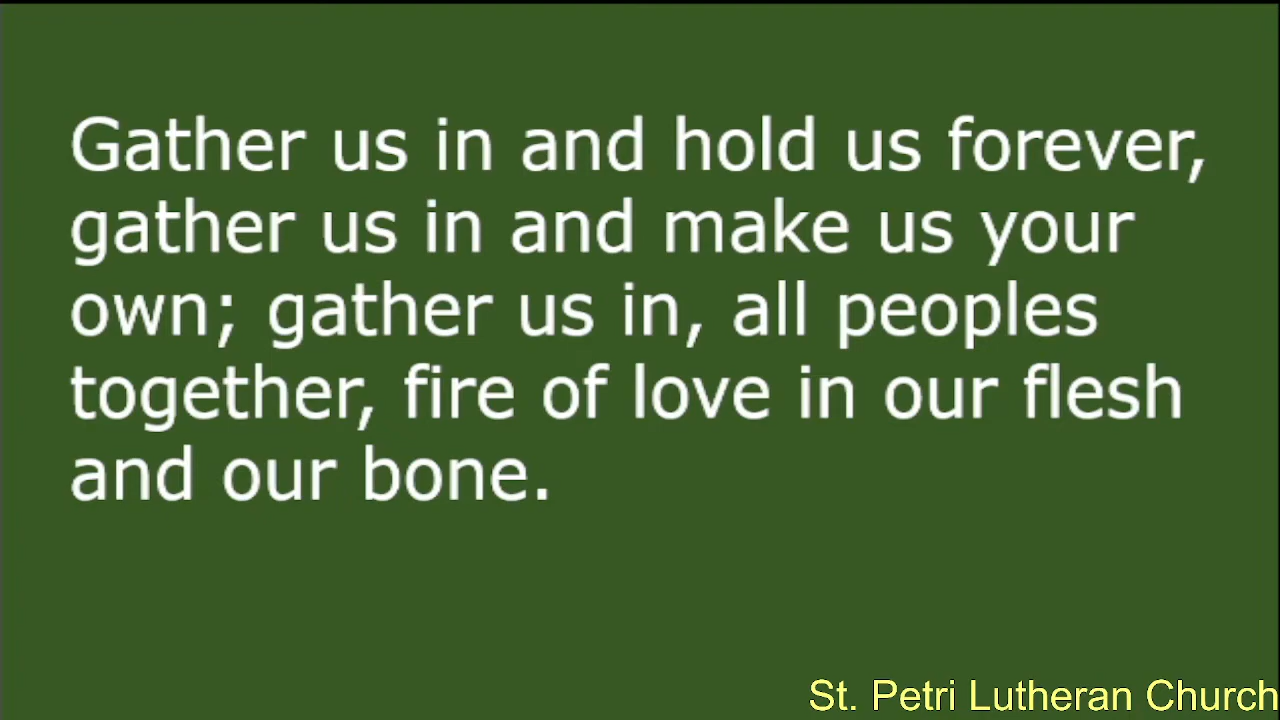 Gather us in and hold us forever,
gather us in and make us your
own; gather us in, all peoples
together, fire of love in our flesh
and our bone.
St. Petri Lutheran Church